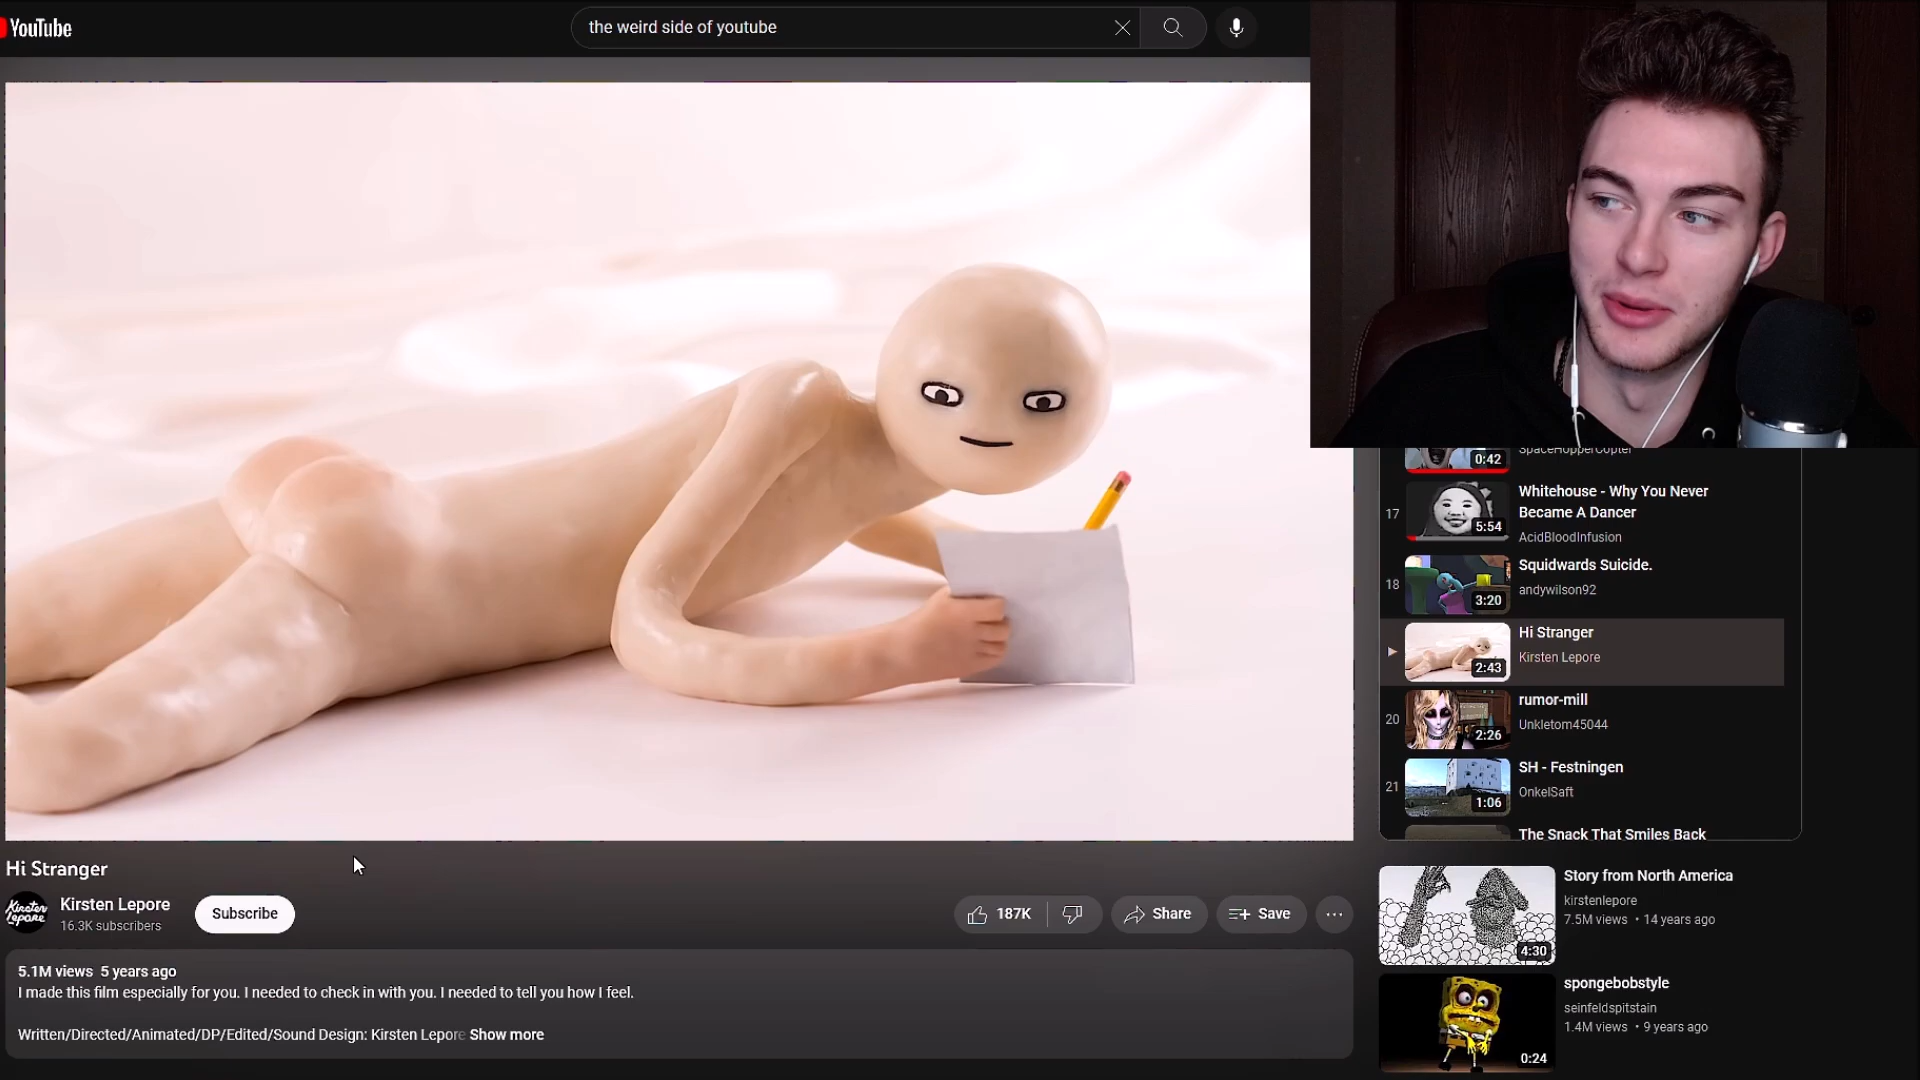 YouTube
the weird side of youtube
0:42
SpaceHopperCopter
17
5:54
Whitehouse - Why You Never
Became A Dancer
AcidBloodInfusion
18
3:20
Squidwards Suicide.
andywilson92
2:43
Hi Stranger
Kirsten Lepore
20
2:26
rumor-mill
Unkletom45044
21
1:06
SH - Festningen
OnkelSaft
The Snack That Smiles Back
Hi Stranger
Kirsten Lepore
Kirsten Lepore
16.3K subscribers
Subscribe
187K
Share
Save
5.1M views 5 years ago
I made this film especially for you. I needed to check in with you. I needed to tell you how I feel.
Written/Directed/Animated/DP/Edited/Sound Design: Kirsten Lepore Show more
4:30
Story from North America
kirstenlepore
7.5M views • 14 years ago
0:24
spongebobstyle
seinfeldspitstain
1.4M views • 9 years ago